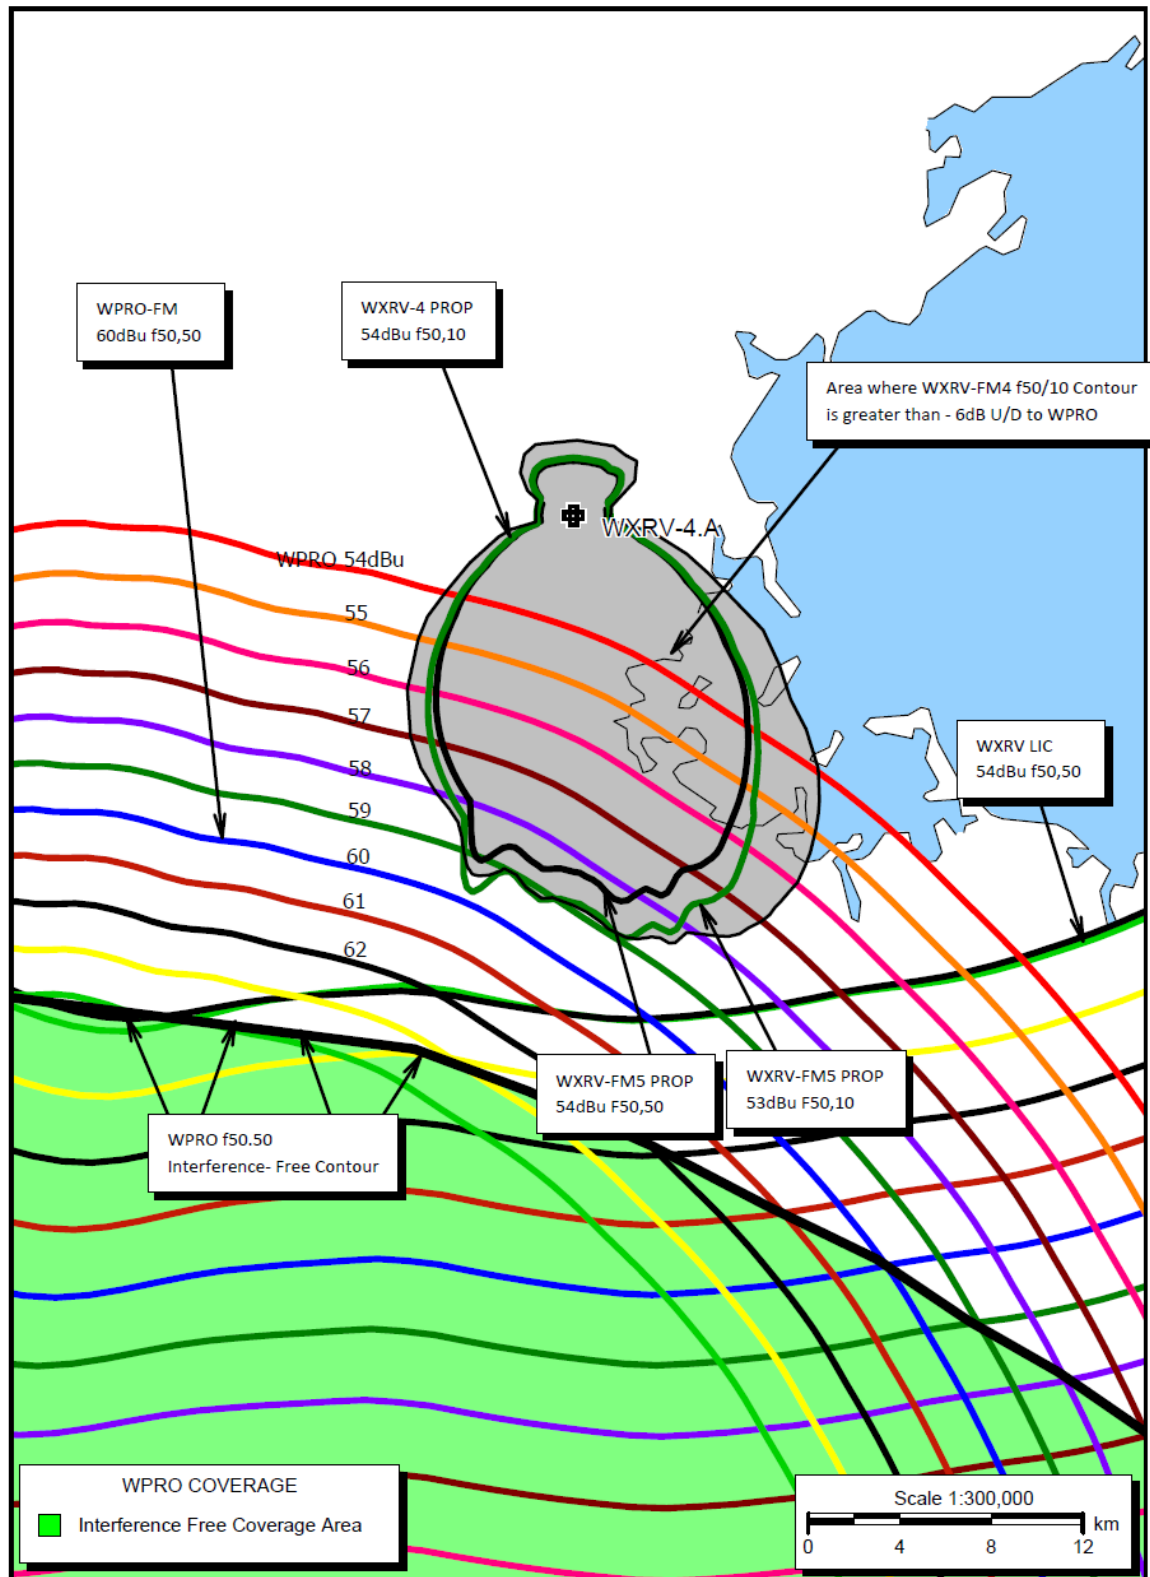 WPRO-FM
60dBu f50,50
WXRV-4 PROP
54dBu f50,10
Area where WXRV-FM4 f50/10 Contour
is greater than - 6dB U/D to WPRO
WXRV-4.A
WPRO 54dBu
55
56
57
58
59
60
61
62
WXRV LIC
54dBu f50,50
WXRV-FM5 PROP
54dBu F50,50
WXRV-FM5 PROP
53dBu F50,10
WPRO f50.50
Interference- Free Contour
WPRO COVERAGE
Interference Free Coverage Area
Scale 1:300,000
km
0 4 8 12